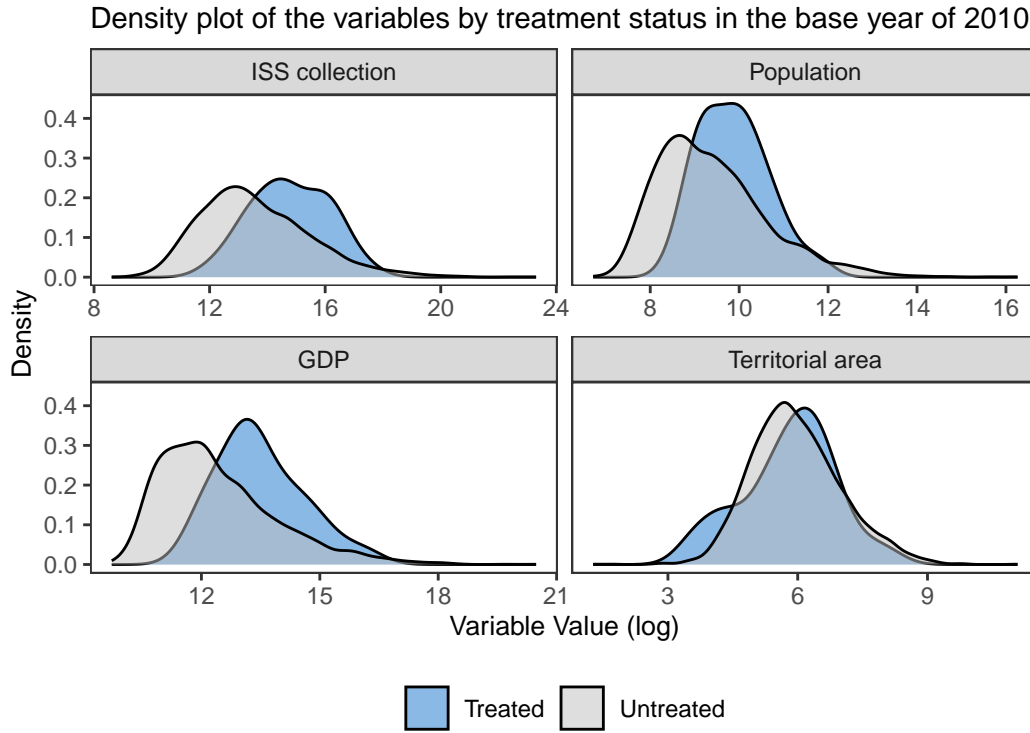 Density plot of the variables by treatment status in the base year of 2010
ISS collection
Population
0.4
0.3
0.2
0.1
0.0
8 12 16 20 24
8 10 12 14 16
Density
GDP
Territorial area
0.4
0.3
0.2
0.1
0.0
12 15 18 21
3 6 9
Variable Value (log)
Treated Untreated